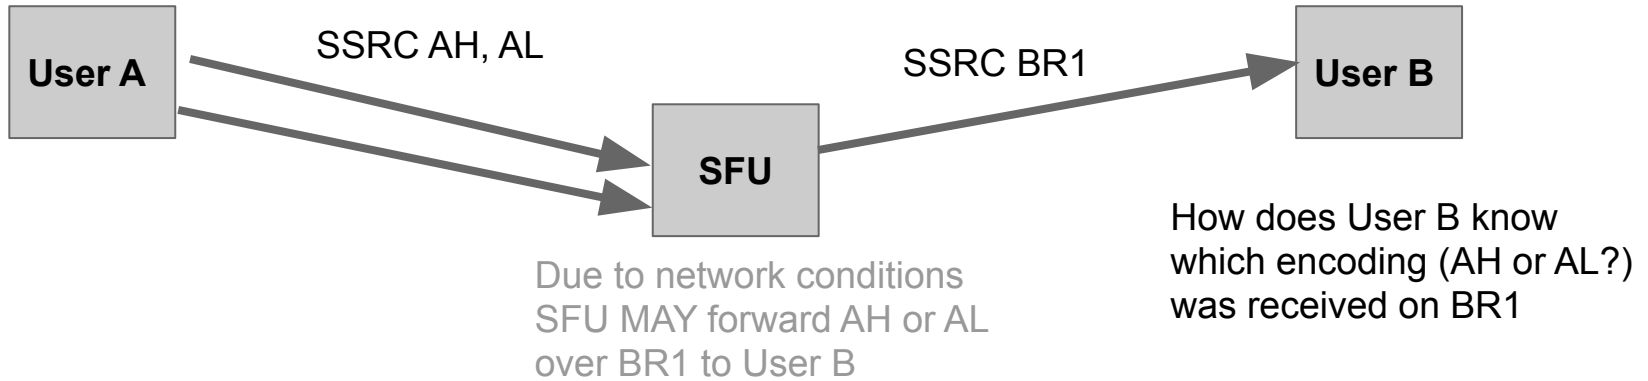 User A
SSRC AH, AL
SFU
SSRC BR1
User B
Due to network conditions
SFU MAY forward AH or AL
over BR1 to User B
How does User B know
which encoding (AH or AL?)
was received on BR1